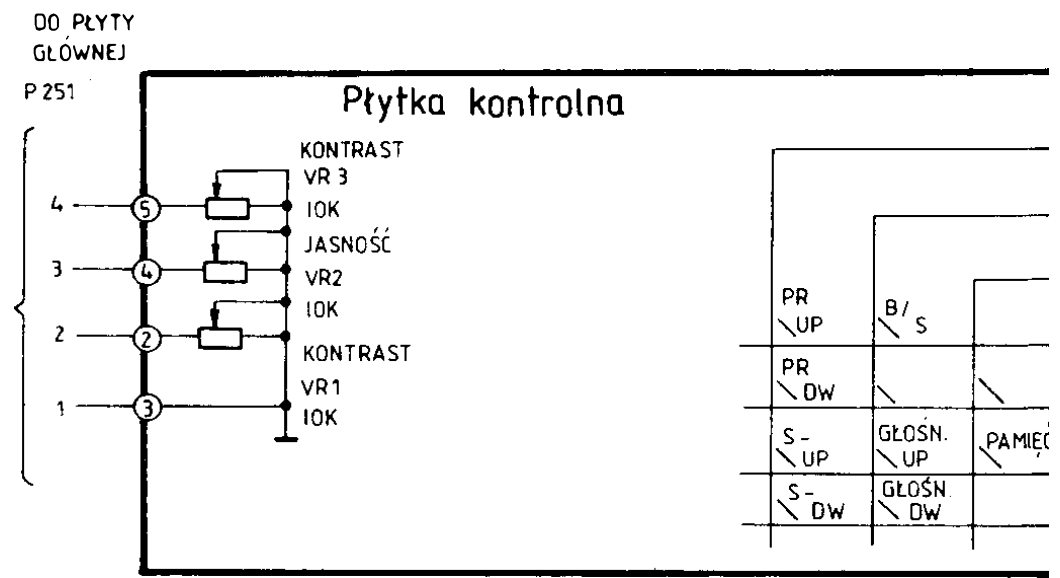 DO PŁYTY
GŁÓWNEJ
P 251
Płytka kontrolna
KONTRAST
VR 3
10K
4
5
JASNOŚĆ
VR2
10K
3
4
2
2
KONTRAST
VR1
10K
1
3
PR
UP
B/
S
PR
DW
S-
UP
GŁOŚN.
UP
PAMIĘĆ
S-
DW
GŁOŚN.
DW